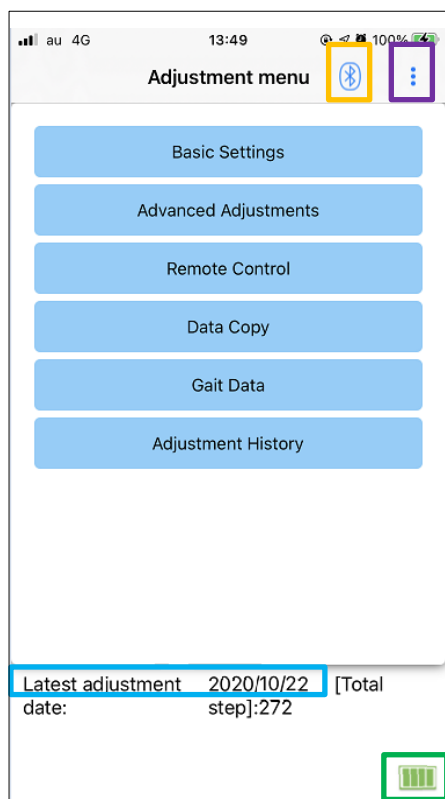 au 4G 13:49 100%
Adjustment menu
Basic Settings
Advanced Adjustments
Remote Control
Data Copy
Gait Data
Adjustment History
Latest adjustment 2020/10/22 [Total
date: step]:272